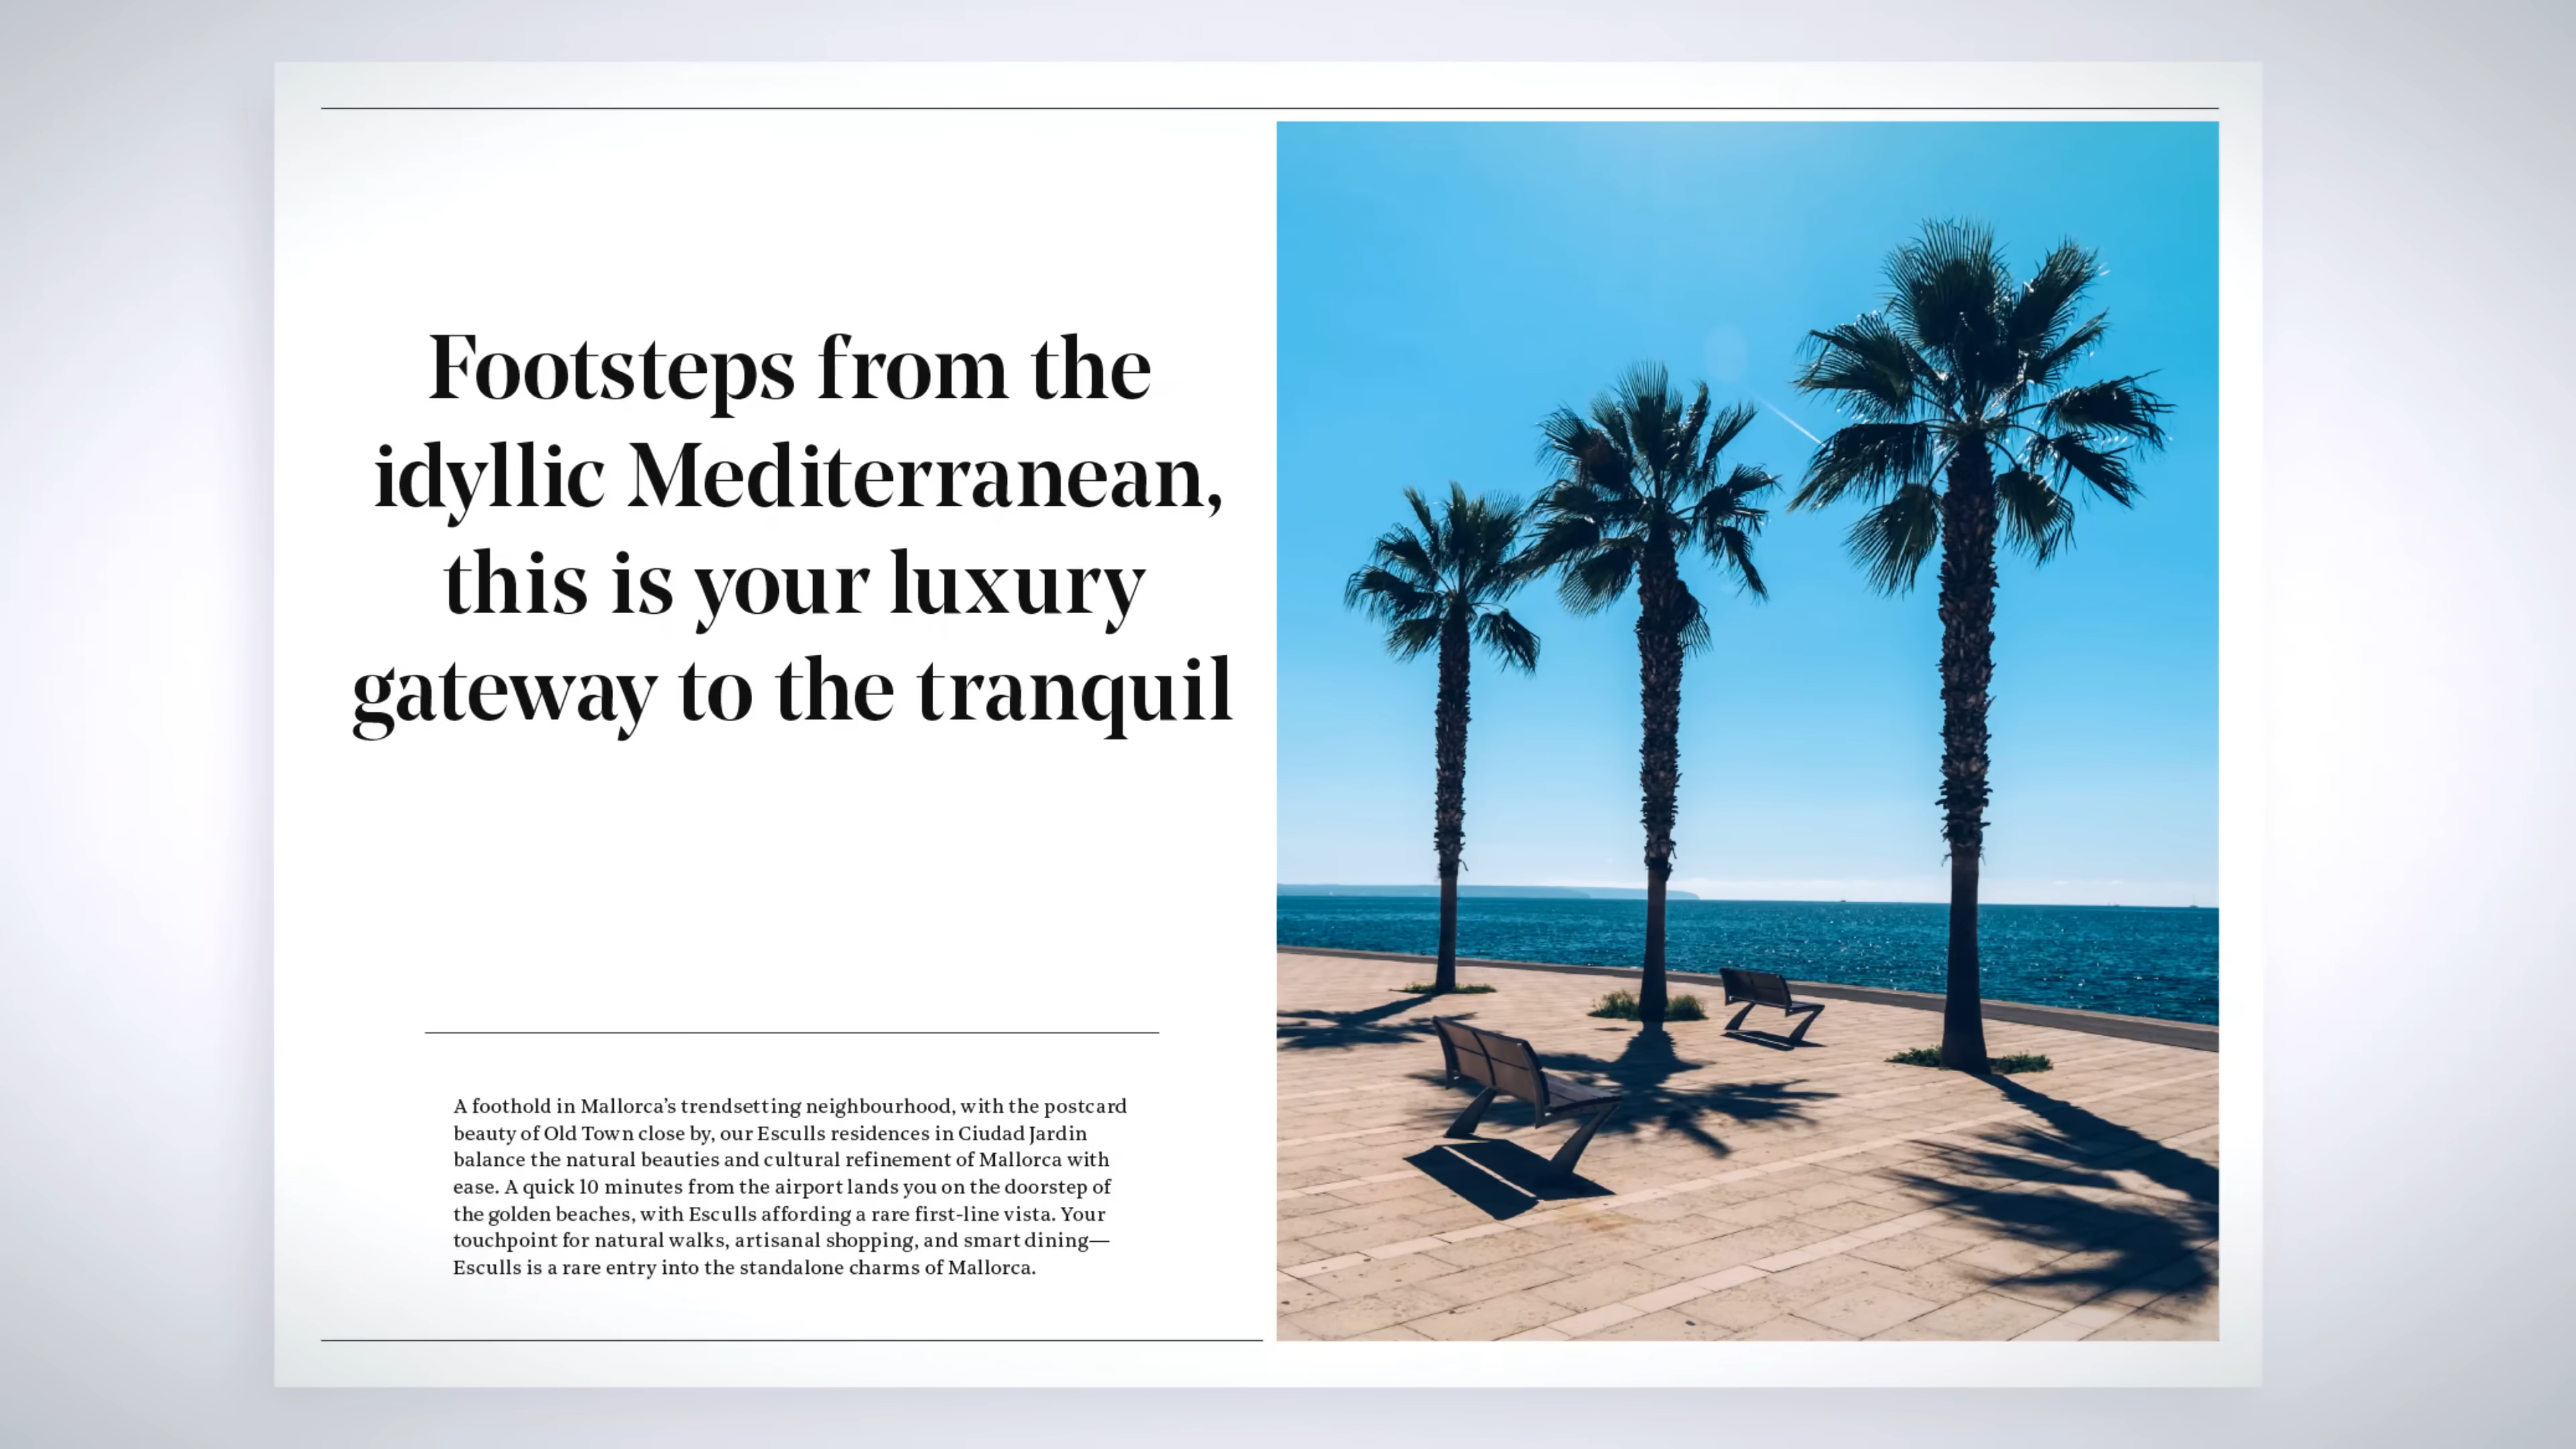 Footsteps from the
idyllic Mediterranean,
this is your luxury
gateway to the tranquil
A foothold in Mallorca’s trendsetting neighbourhood, with the postcard
beauty of Old Town close by, our Esculls residences in Ciudad Jardin
balance the natural beauties and cultural refinement of Mallorca with
ease. A quick 10 minutes from the airport lands you on the doorstep of
the golden beaches, with Esculls affording a rare first-line vista. Your
touchpoint for natural walks, artisanal shopping, and smart dining—
Esculls is a rare entry into the standalone charms of Mallorca.